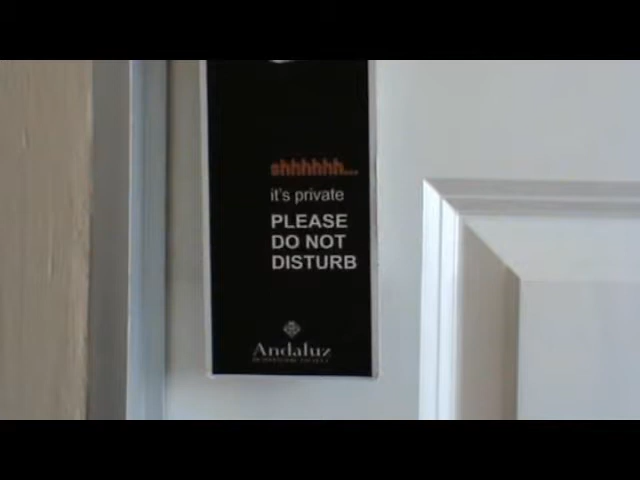 shhhhhh...
it's private
PLEASE
DO NOT
DISTURB
Andaluz